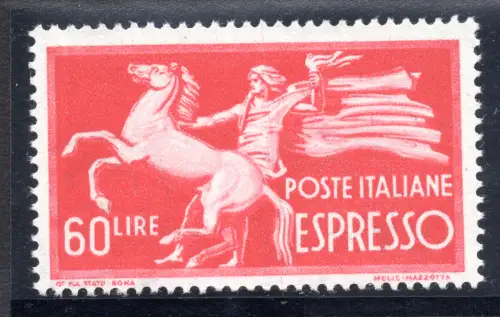 POSTE ITALIANE
60 LIRE ESPRESSO
IST. POL. STATO - ROMA MELIS - MAZZOTTA